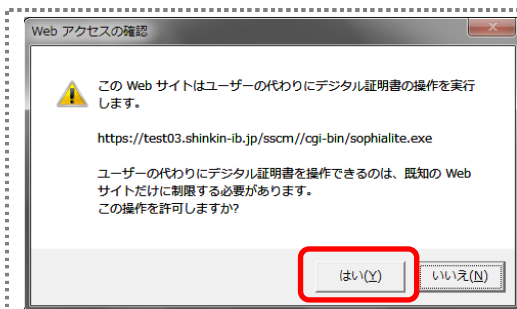 Web アクセスの確認
この Web サイトはユーザーの代わりにデジタル証明書の操作を実行
します。
https://test03.shinkin-ib.jp/sscm//cgi-bin/sophialite.exe
ユーザーの代わりにデジタル証明書を操作できるのは、既知の Web
サイトだけに制限する必要があります。
この操作を許可しますか?
はい(Y) いいえ(N)